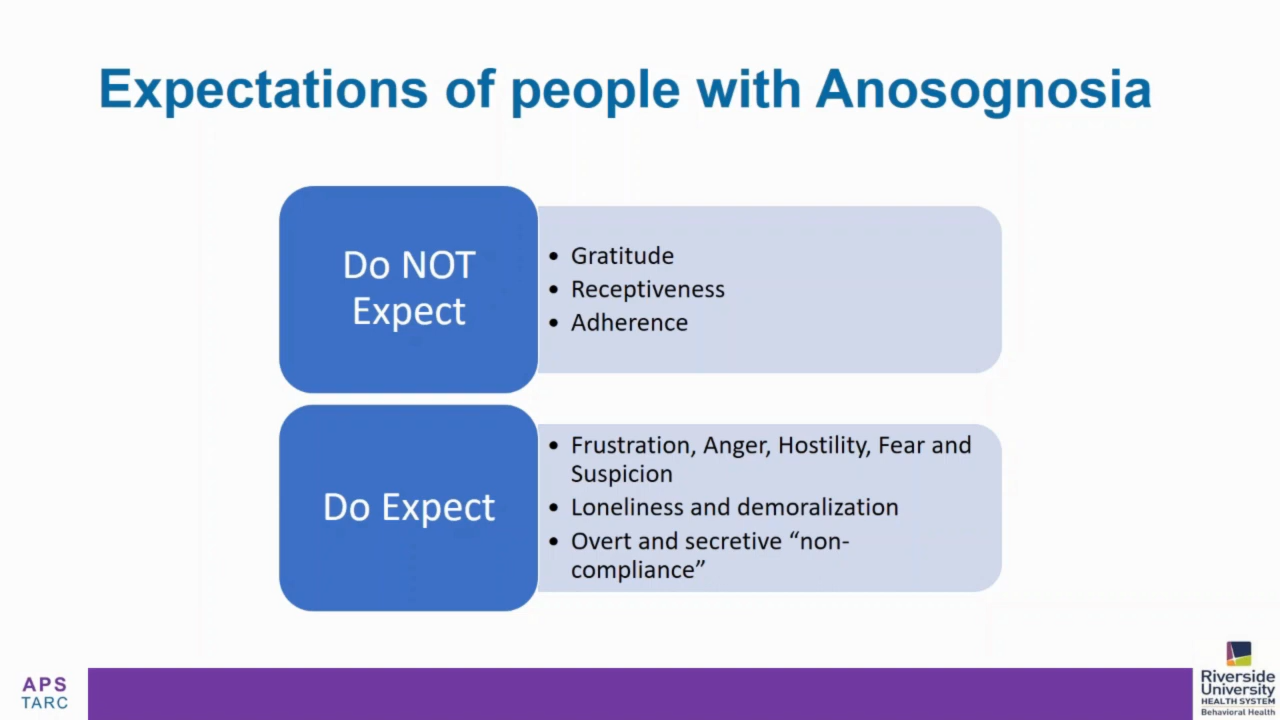 Expectations of people with Anosognosia
Do NOT
Expect
• Gratitude
• Receptiveness
• Adherence
Do Expect
• Frustration, Anger, Hostility, Fear and
Suspicion
• Loneliness and demoralization
• Overt and secretive “non-
compliance”
APS
TARC
Riverside
University
HEALTH SYSTEM
Behavioral Health